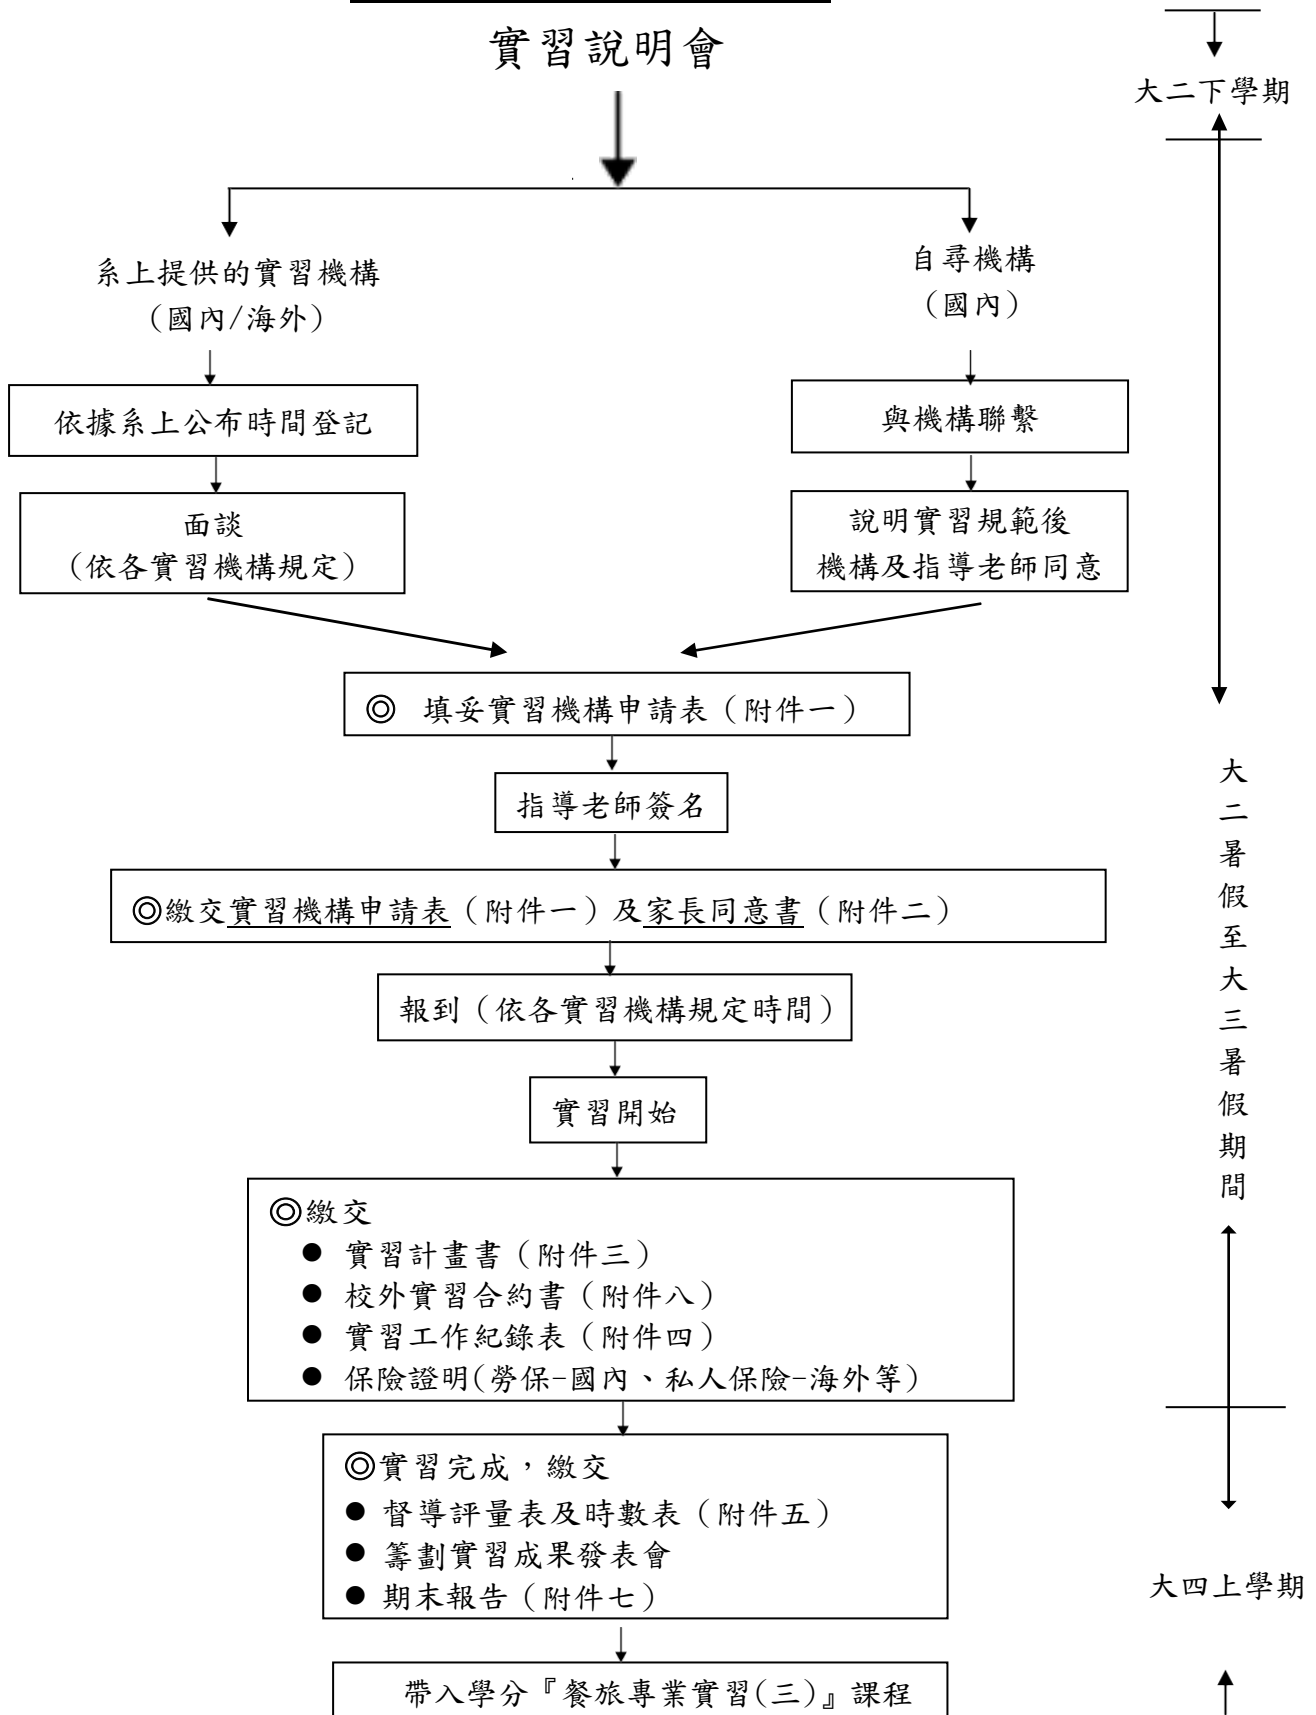 實習說明會
大二下學期
系上提供的實習機構
（國內/海外）
自尋機構
（國內）
依據系上公布時間登記
與機構聯繫
面談
（依各實習機構規定）
說明實習規範後
機構及指導老師同意
◎ 填妥實習機構申請表（附件一）
指導老師簽名
◎繳交實習機構申請表（附件一）及家長同意書（附件二）
報到（依各實習機構規定時間）
實習開始
大二暑假至大三暑假期間
◎繳交
● 實習計畫書（附件三）
● 校外實習合約書（附件八）
● 實習工作紀錄表（附件四）
● 保險證明(勞保-國內、私人保險-海外等)
◎實習完成，繳交
● 督導評量表及時數表（附件五）
● 籌劃實習成果發表會
● 期末報告（附件七）
大四上學期
帶入學分『餐旅專業實習(三)』課程